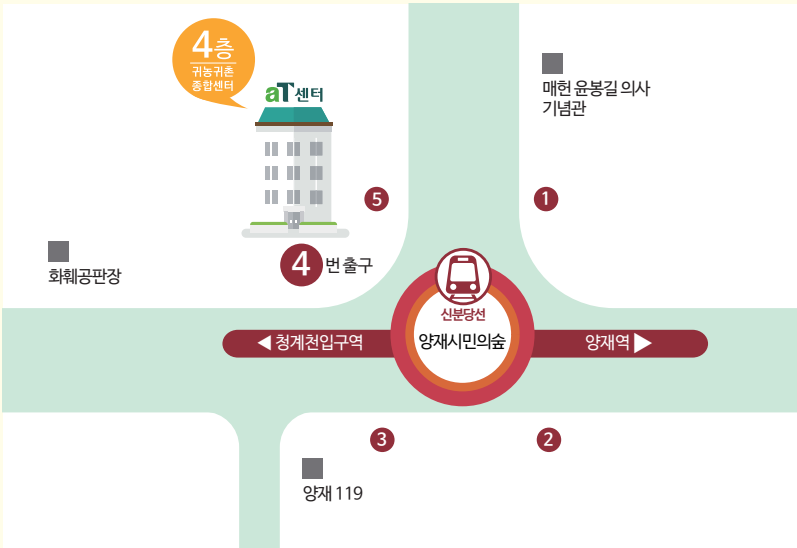 4층
귀농귀촌
종합센터
aT센터
매헌 윤봉길 의사
기념관
5
1
화훼공판장
4번 출구
신분당선
◀ 청계천입구역
양재시민의숲
양재역 ▶
3
2
양재 119